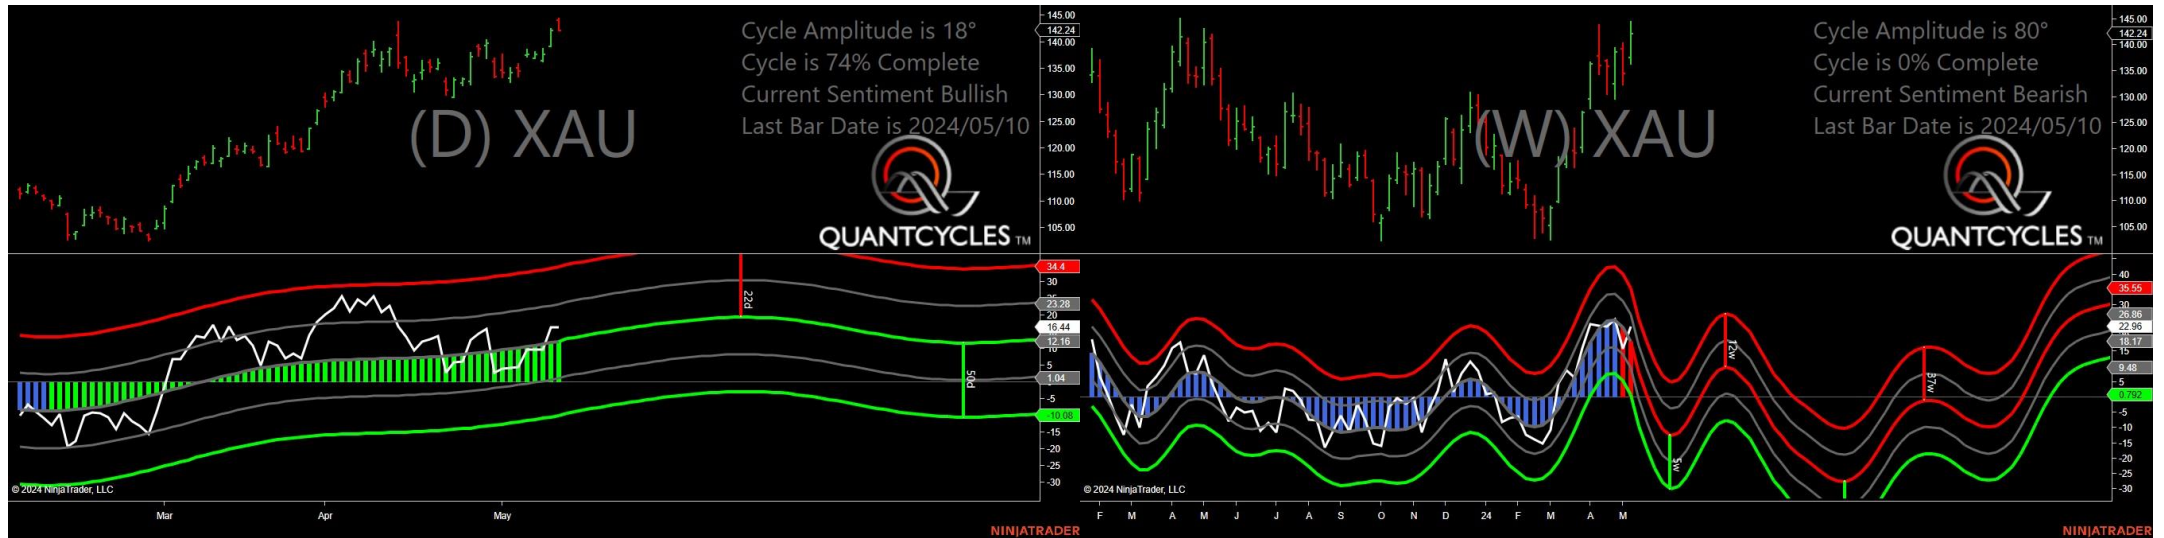 Cycle Amplitude is 18°
Cycle is 74% Complete
Current Sentiment Bullish
Last Bar Date is 2024/05/10
(D) XAU
QUANTCYCLES TM
145.00
142.24
140.00
135.00
130.00
125.00
120.00
115.00
110.00
105.00
34.4
30
23.28
20
16.44
12.16
10
5
1.04
-5
-10.08
-15
-20
-25
-30
22d
50d
© 2024 NinjaTrader, LLC
Mar Apr May
NINJATRADER
Cycle Amplitude is 80°
Cycle is 0% Complete
Current Sentiment Bearish
Last Bar Date is 2024/05/10
(W) XAU
QUANTCYCLES TM
145.00
142.24
140.00
135.00
130.00
125.00
120.00
115.00
110.00
105.00
40
35.55
30
26.86
22.96
18.17
15
9.48
5
0.792
-5
-10
-15
-20
-25
-30
5w
12w
37w
© 2024 NinjaTrader, LLC
F M A M J J A S O N D 24 F M A M
NINJATRADER